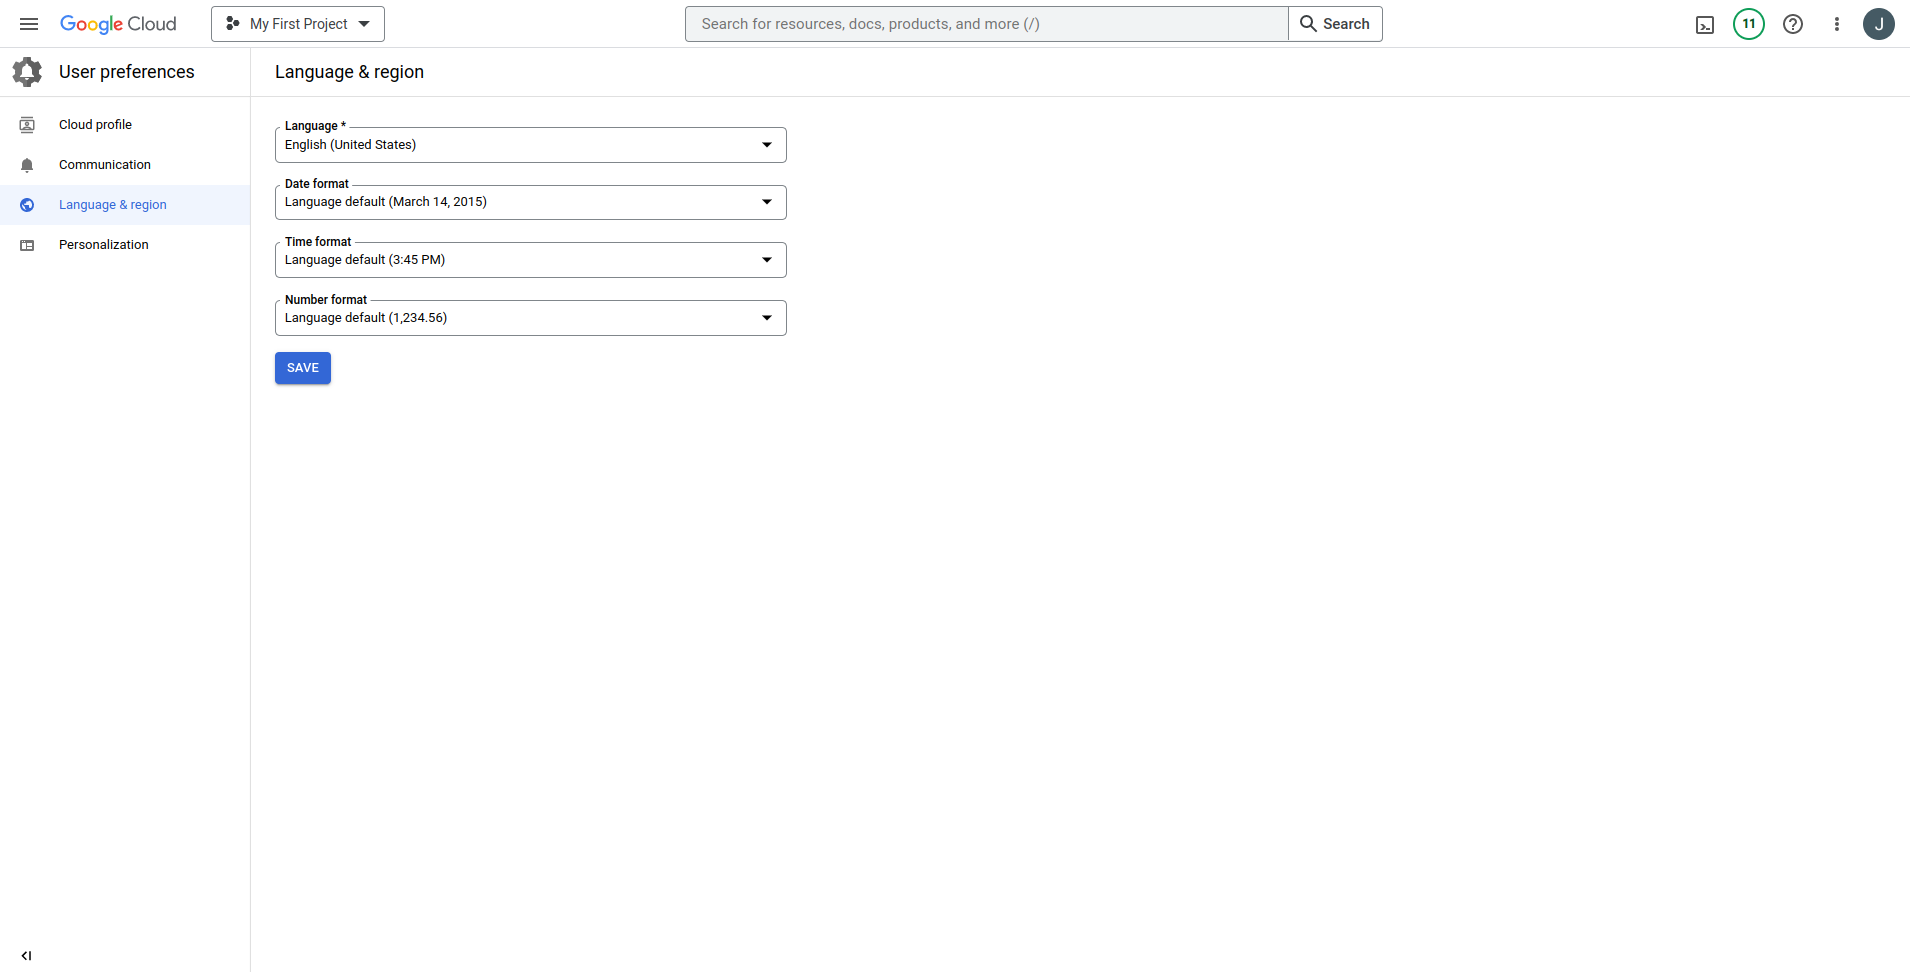 Google Cloud
My First Project
Search for resources, docs, products, and more (/)
Search
11
J
User preferences
Language & region
Cloud profile
Communication
Language & region
Personalization
Language *
English (United States)
Date format
Language default (March 14, 2015)
Time format
Language default (3:45 PM)
Number format
Language default (1,234.56)
SAVE